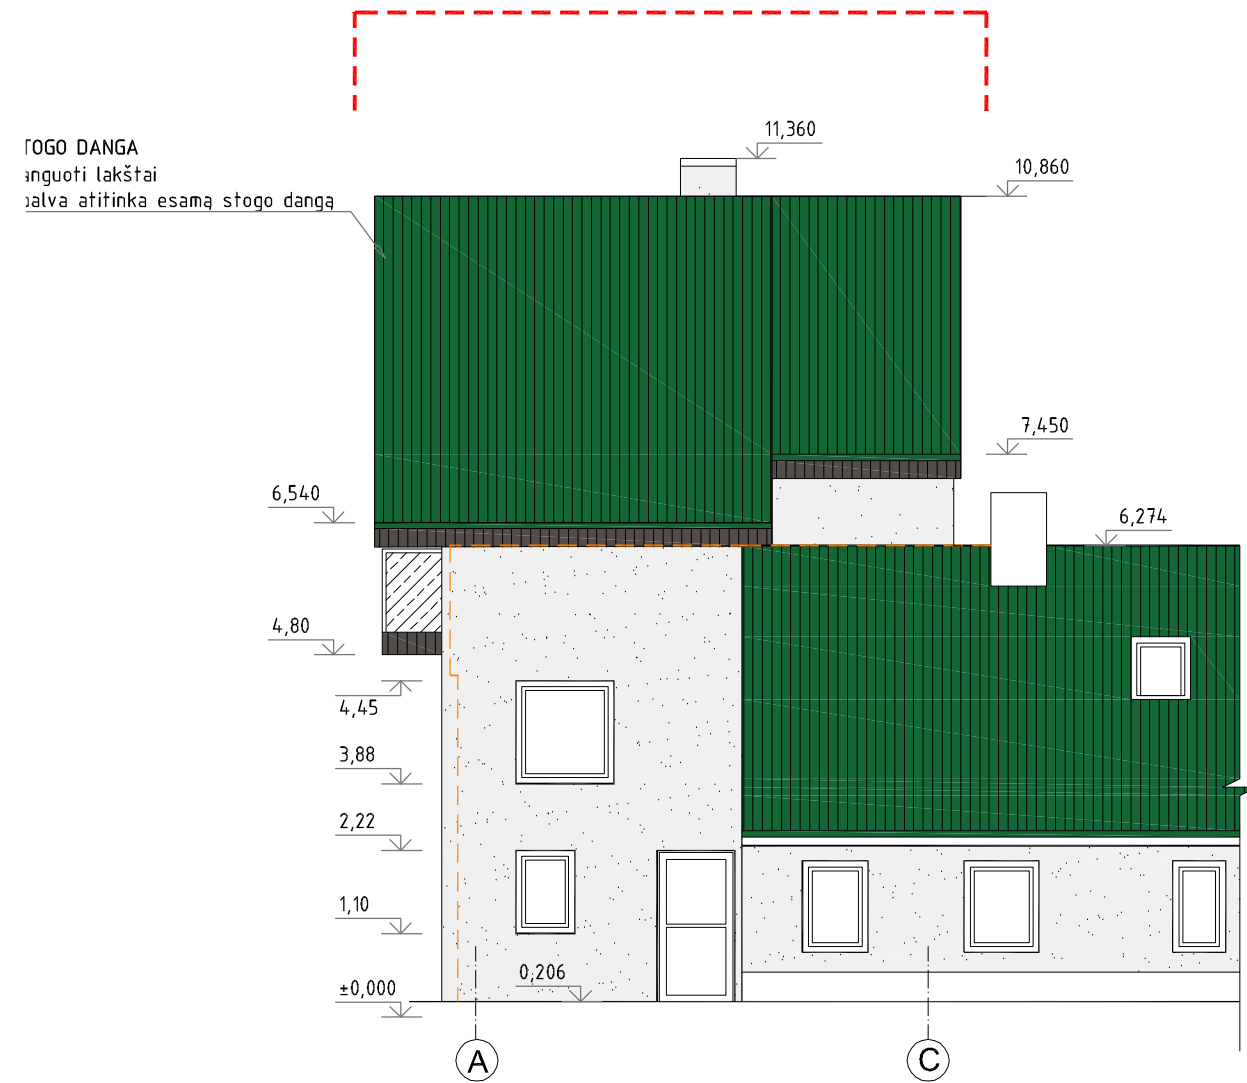 11,360
TOGO DANGA
anguoti lakštai
10,860
palva atitinka esamą stogo dangą
7,450
6,540
6,274
4,80
4,45
3,88
2,22
1,10
0,206
±0,000
A
C